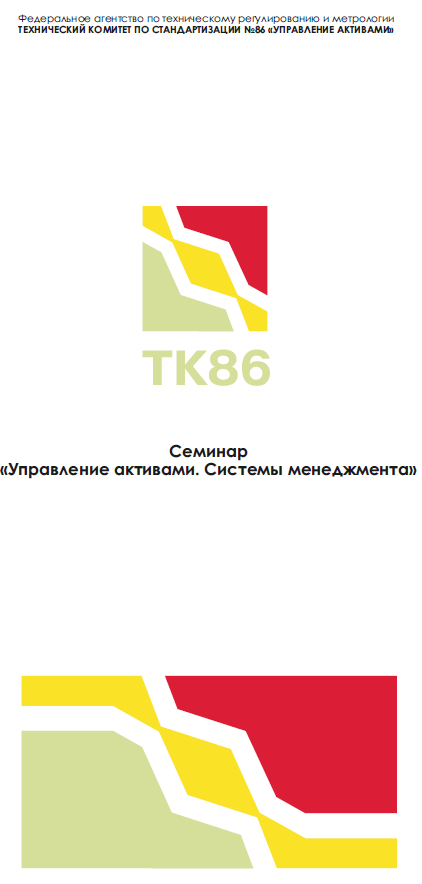 Федеральное агентство по техническому регулированию и метрологии
ТЕХНИЧЕСКИЙ КОМИТЕТ ПО СТАНДАРТИЗАЦИИ №86 «УПРАВЛЕНИЕ АКТИВАМИ»
ТК86
Семинар
«Управление активами. Системы менеджмента»